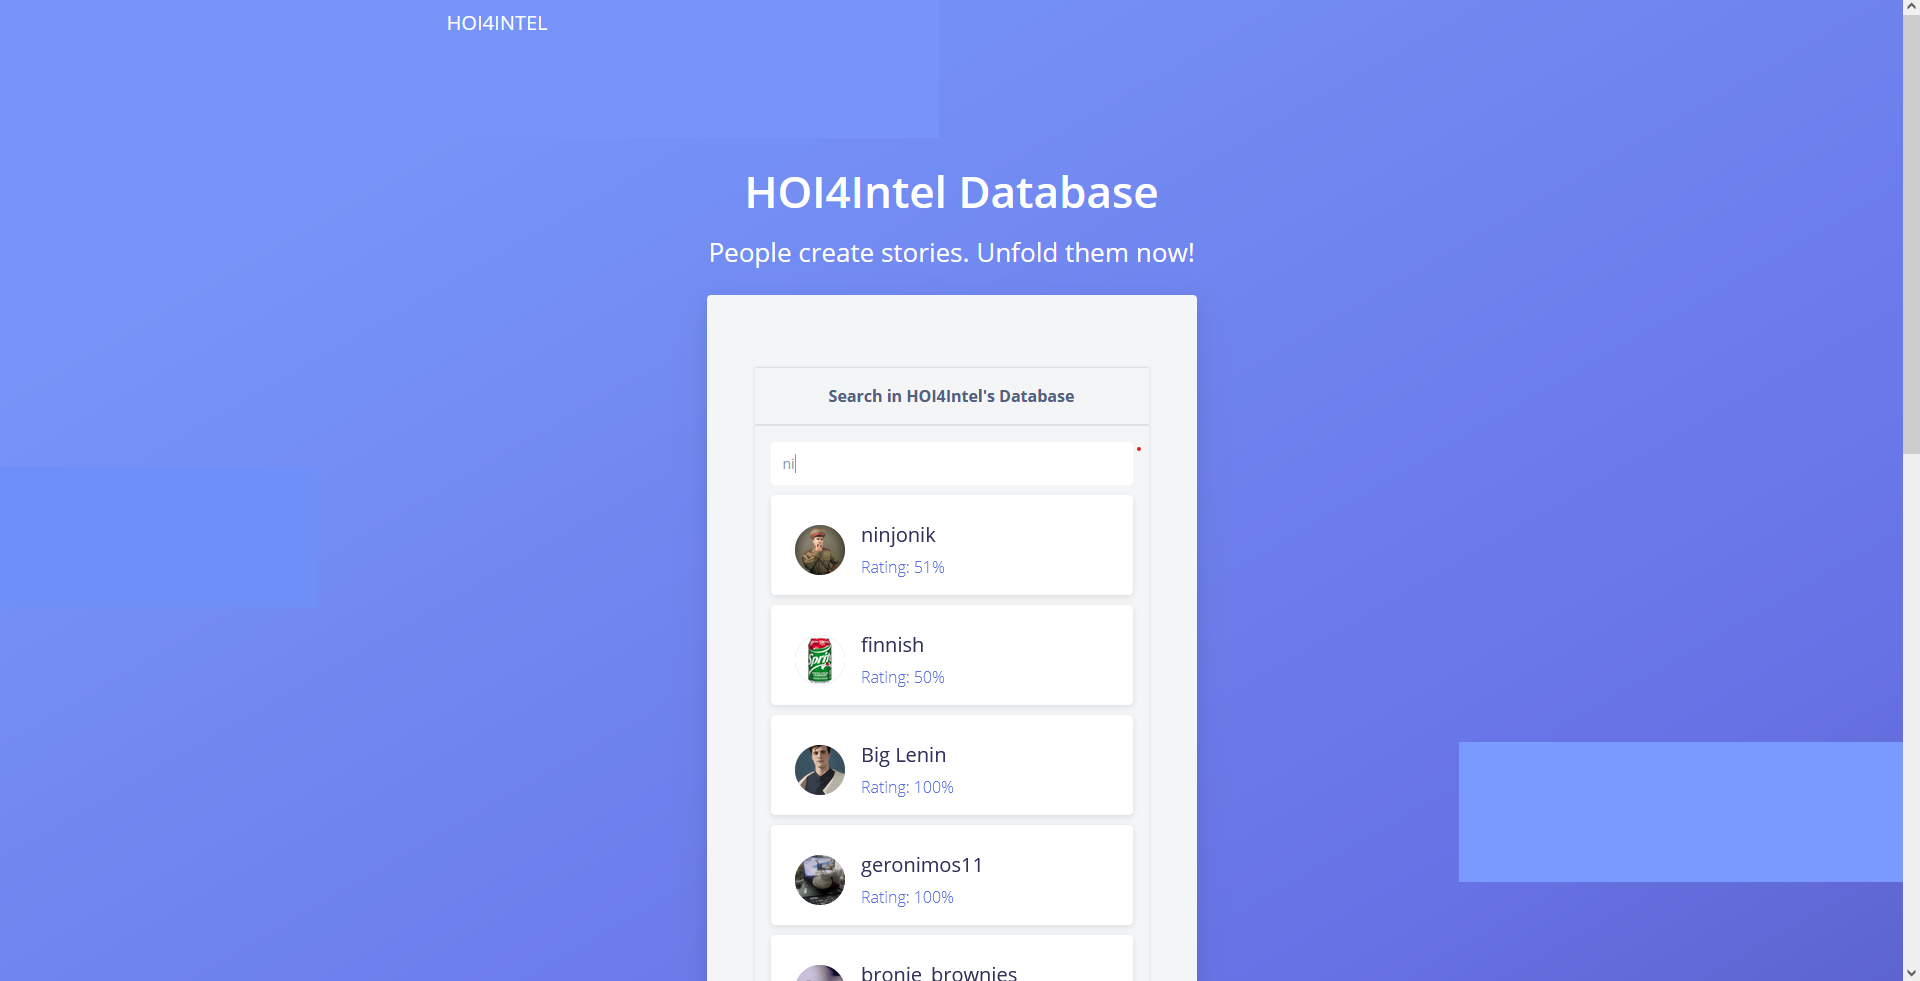 HOI4INTEL
HOI4Intel Database
People create stories. Unfold them now!
Search in HOI4Intel's Database
ni
ninjonik
Rating: 51%
finnish
Rating: 50%
Sprite
Big Lenin
Rating: 100%
geronimos11
Rating: 100%
bronie_brownies